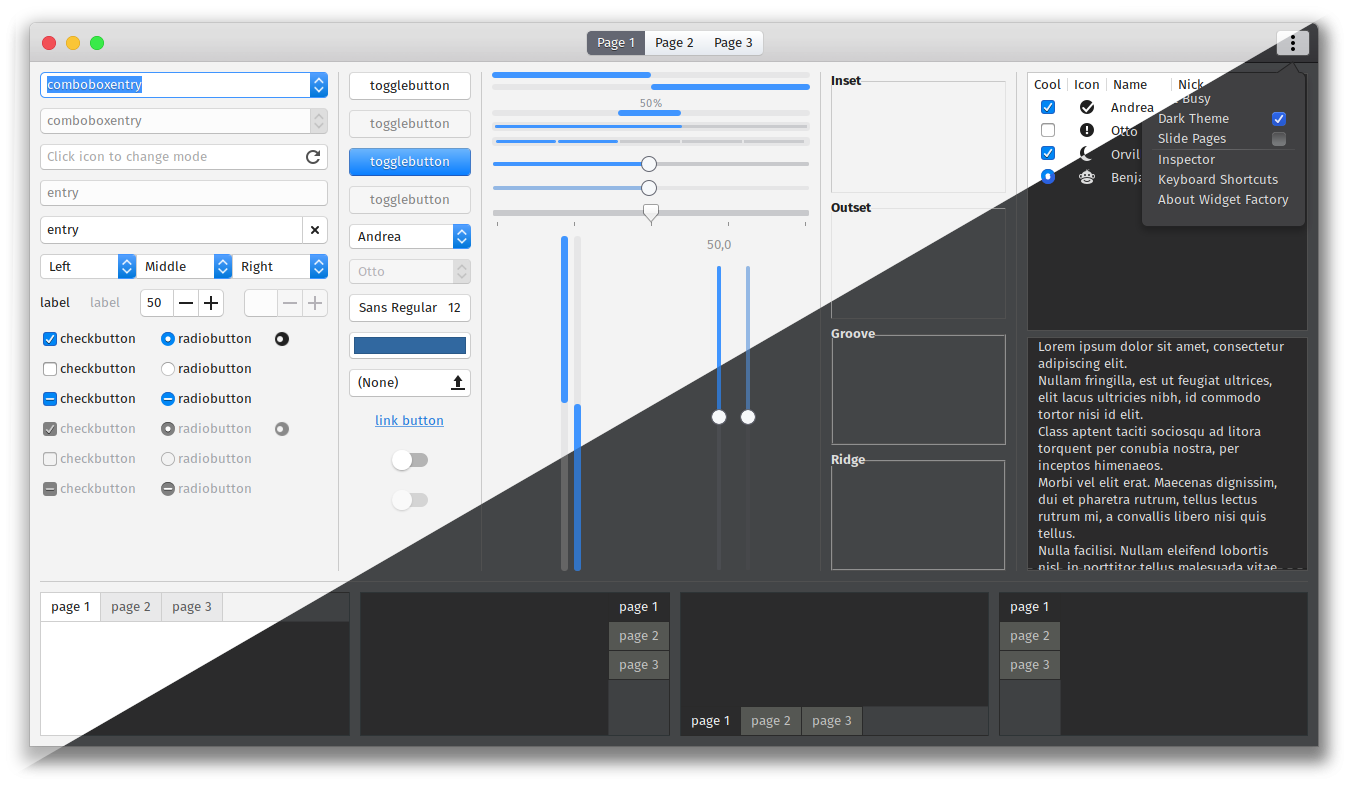 Page 1 Page 2 Page 3
comboboxentry
comboboxentry
Click icon to change mode
entry
entry
Left Middle Right
label label 50
checkbutton radiobutton
checkbutton radiobutton
checkbutton radiobutton
checkbutton radiobutton
checkbutton radiobutton
checkbutton radiobutton
togglebutton
togglebutton
togglebutton
togglebutton
Andrea
Otto
Sans Regular 12
(None)
link button
50%
50,0
Inset
Outset
Groove
Ridge
Cool Icon Name Nick
Andrea
Otto
Orvil
Benja
Busy
Dark Theme
Slide Pages
Inspector
Keyboard Shortcuts
About Widget Factory
Lorem ipsum dolor sit amet, consectetur
adipiscing elit.
Nullam fringilla, est ut feugiat ultrices,
elit lacus ultricies nibh, id commodo
tortor nisi id elit.
Class aptent taciti sociosqu ad litora
torquent per conubia nostra, per
inceptos himenaeos.
Morbi vel elit erat. Maecenas dignissim,
dui et pharetra rutrum, tellus lectus
rutrum mi, a convallis libero nisi quis
tellus.
Nulla facilisi. Nullam eleifend lobortis
nisl, in porttitor tellus malesuada vitae.
page 1 page 2 page 3
page 1
page 2
page 3
page 1 page 2 page 3
page 1
page 2
page 3